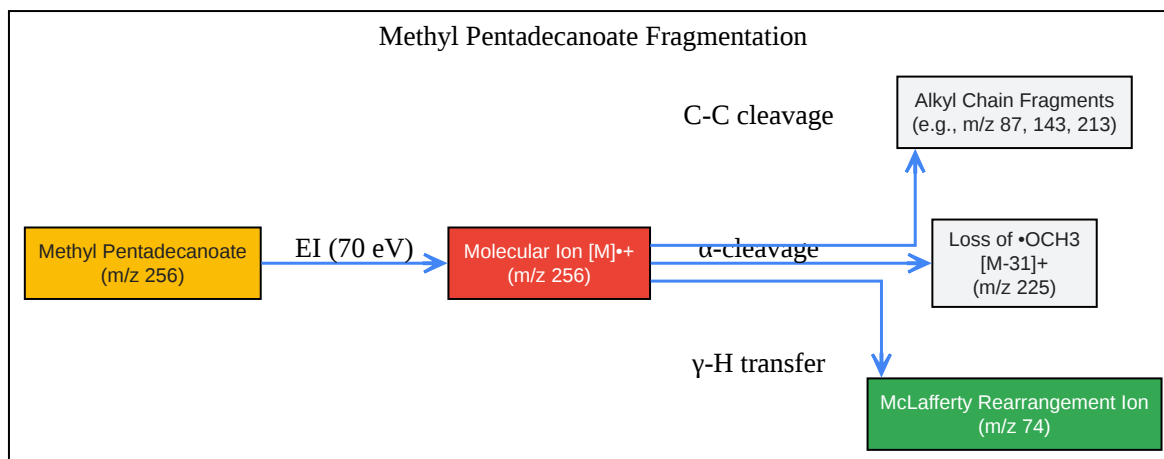 Methyl Pentadecanoate Fragmentation
C-C cleavage
Alkyl Chain Fragments
(e.g., m/z 87, 143, 213)
Methyl Pentadecanoate
(m/z 256)
EI (70 eV)
Molecular Ion [M]•+
(m/z 256)
α-cleavage
Loss of •OCH3
[M-31]+
(m/z 225)
γ-H transfer
McLafferty Rearrangement Ion
(m/z 74)